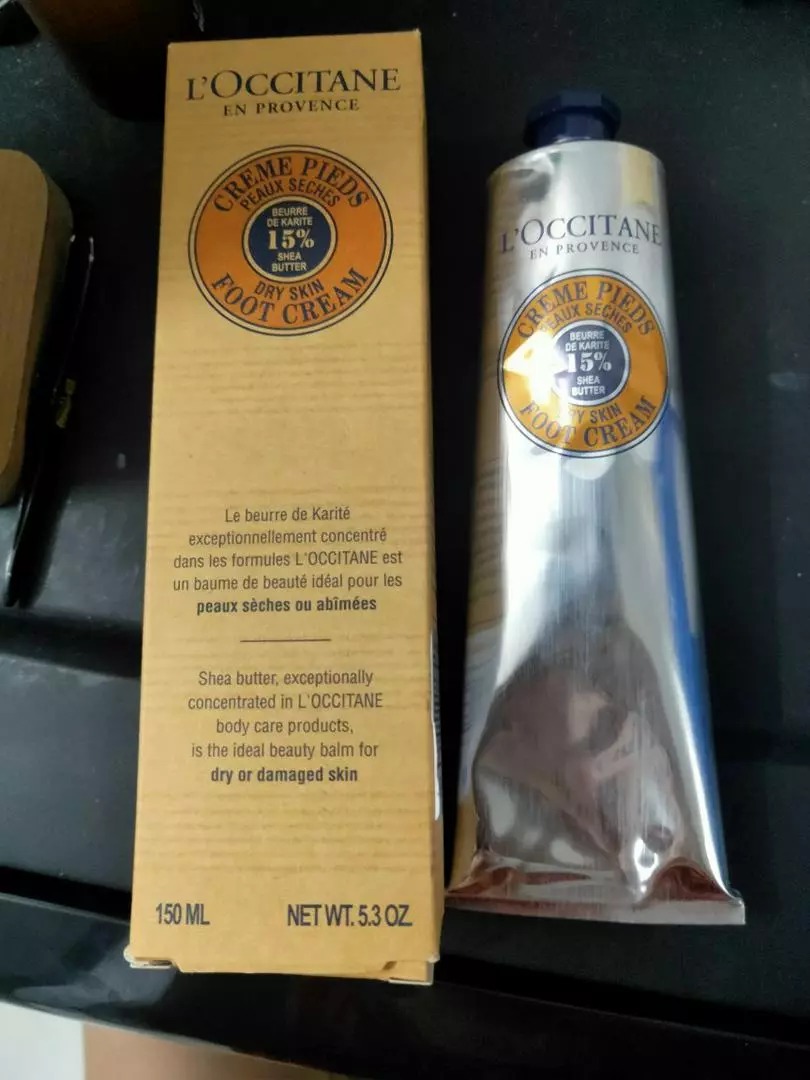 L'OCCITANE
EN PROVENCE
CREME PIEDS
PEAUX SECHES
BEURRE
DE KARITE
15%
SHEA
BUTTER
DRY SKIN
FOOT CREAM
Le beurre de Karité
exceptionnellement concentré
dans les formules L'OCCITANE est
un baume de beauté idéal pour les
peaux sèches ou abîmées
Shea butter, exceptionally
concentrated in L'OCCITANE
body care products,
is the ideal beauty balm for
dry or damaged skin
150 ML NET WT. 5.3 OZ.
L'OCCITANE
EN PROVENCE
CREME PIEDS
PEAUX SECHES
BEURRE
DE KARITE
15%
SHEA
BUTTER
DRY SKIN
FOOT CREAM